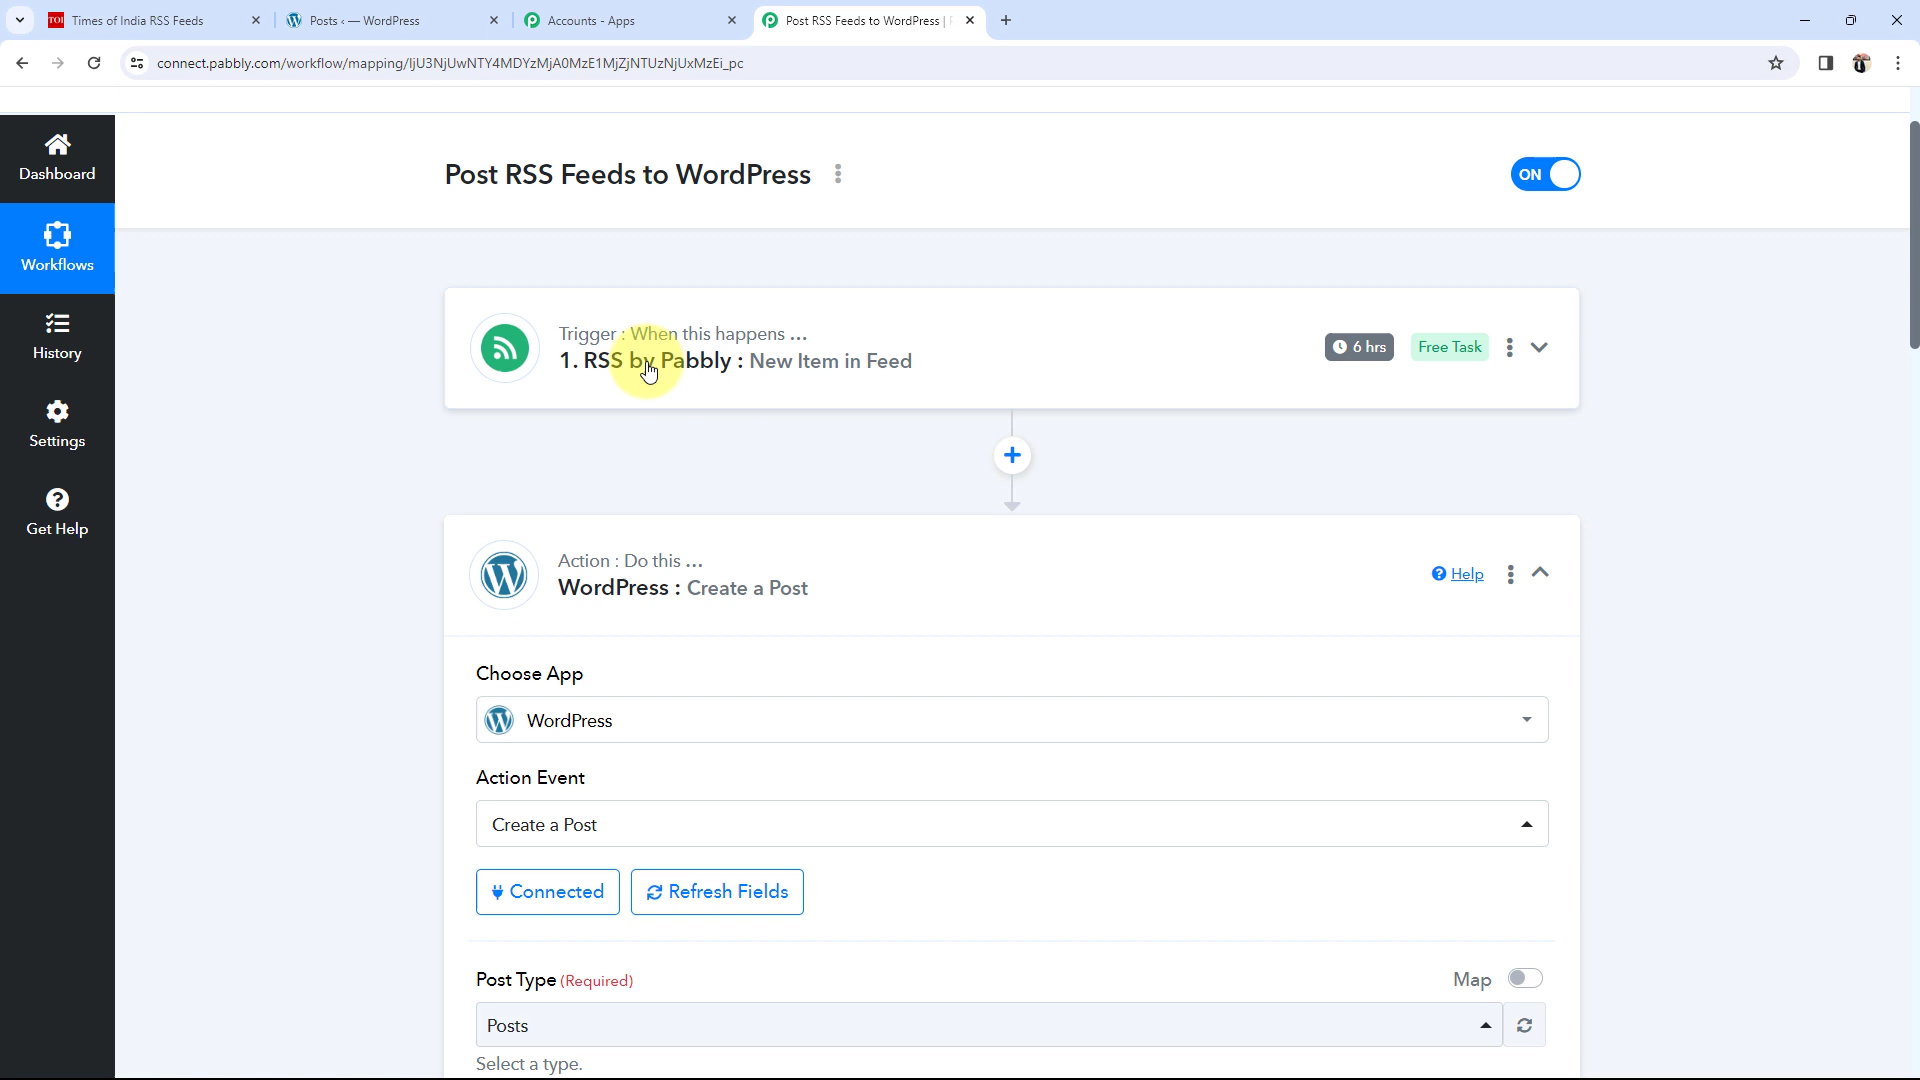 TOI Times of India RSS Feeds
Posts ‹ — WordPress
Accounts - Apps
Post RSS Feeds to WordPress |
connect.pabbly.com/workflow/mapping/IjU3NjUwNTY4MDYzMjA0MzE1MjZjNTUzNjUxMzEi_pc
Dashboard
Workflows
History
Settings
Get Help
Post RSS Feeds to WordPress
ON
Trigger : When this happens ...
1. RSS by Pabbly : New Item in Feed
6 hrs
Free Task
Action : Do this ...
WordPress : Create a Post
Help
Choose App
WordPress
Action Event
Create a Post
Connected
Refresh Fields
Post Type (Required)
Map
Posts
Select a type.